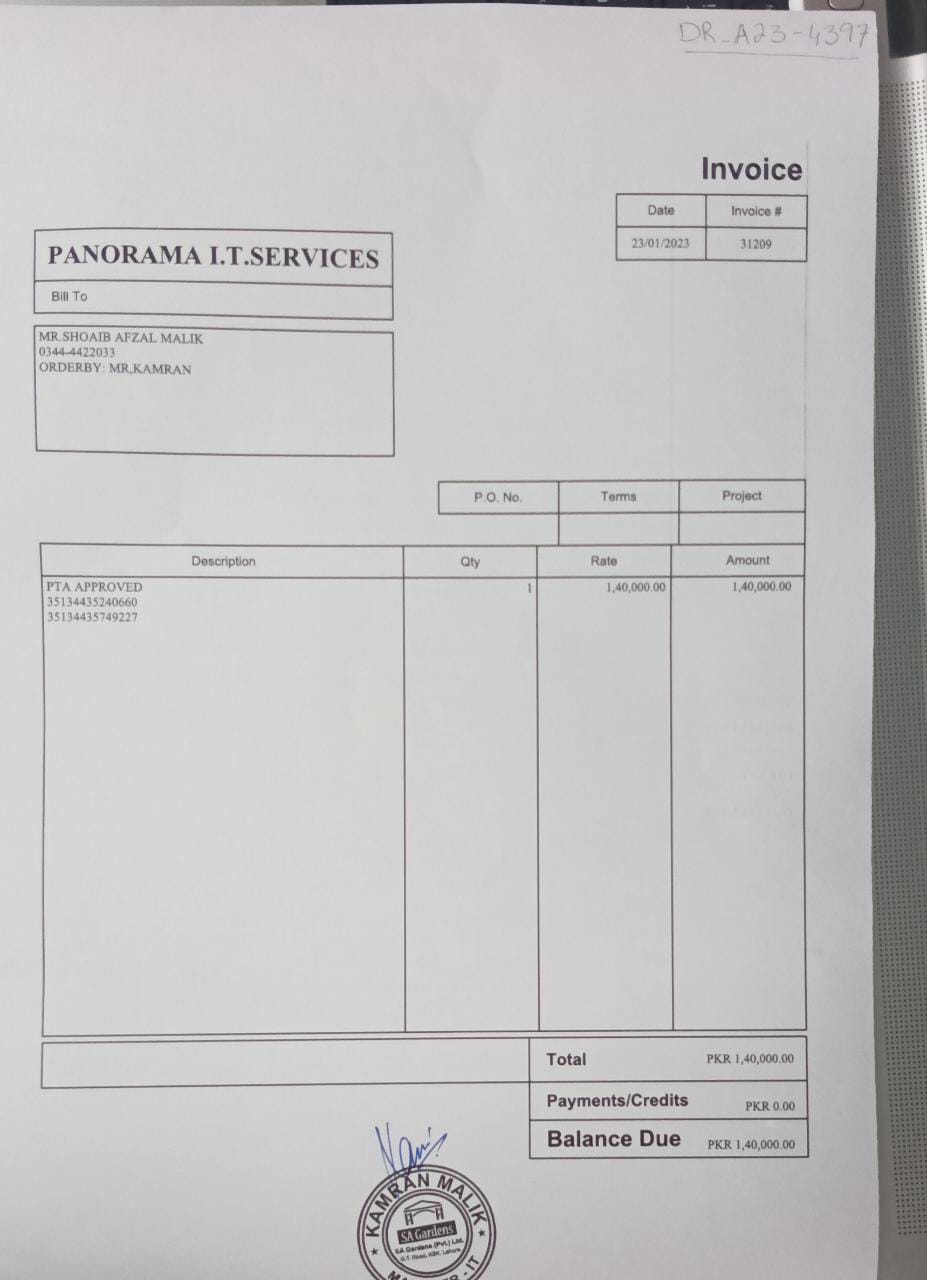 DR_A23-4397
Invoice
Date Invoice #
23/01/2023 31209
PANORAMA I.T.SERVICES
Bill To
MR.SHOAIB AFZAL MALIK
0344-4422033
ORDERBY: MR,KAMRAN
P.O. No. Terms Project
Description Qty Rate Amount
PTA APPROVED 1 1,40,000.00 1,40,000.00
35134435240660
35134435749227
Total PKR 1,40,000.00
Payments/Credits PKR 0.00
Balance Due PKR 1,40,000.00
KAMRAN MALIK
SA Gardens
SA Gardens (Pvt.) Ltd.
G.T. Road, KSK, Lahore